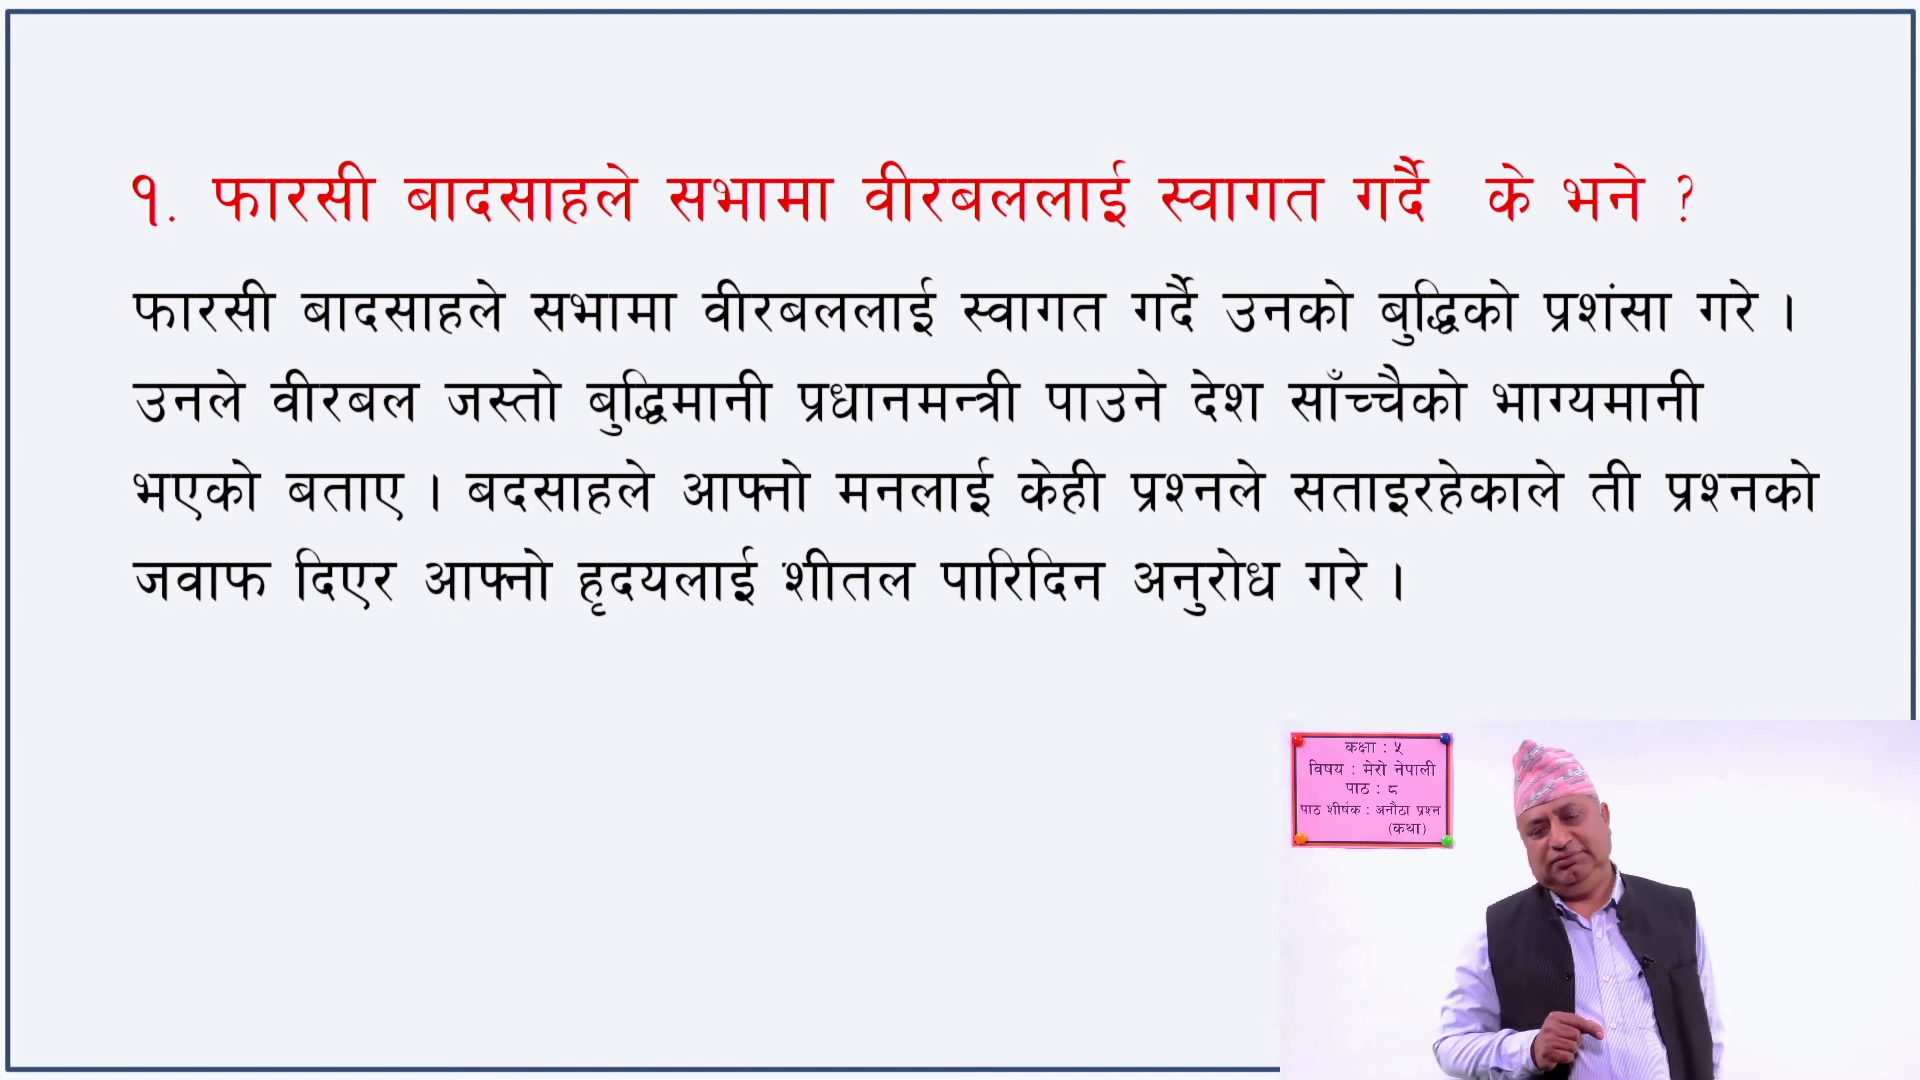 १. फारसी बादसाहले सभामा वीरबललाई स्वागत गर्दै के भने ?
फारसी बादसाहले सभामा वीरबललाई स्वागत गर्दै उनको बुद्धिको प्रशंसा गरे ।
उनले वीरबल जस्तो बुद्धिमानी प्रधानमन्त्री पाउने देश साँच्चैको भाग्यमानी
भएको बताए । बदसाहले आफ्नो मनलाई केही प्रश्नले सताइरहेकाले ती प्रश्नको
जवाफ दिएर आफ्नो हृदयलाई शीतल पारिदिन अनुरोध गरे ।
कक्षा : ५
विषय : मेरो नेपाली
पाठ : ८
पाठ शीर्षक : अनौठा प्रश्न
(कथा)